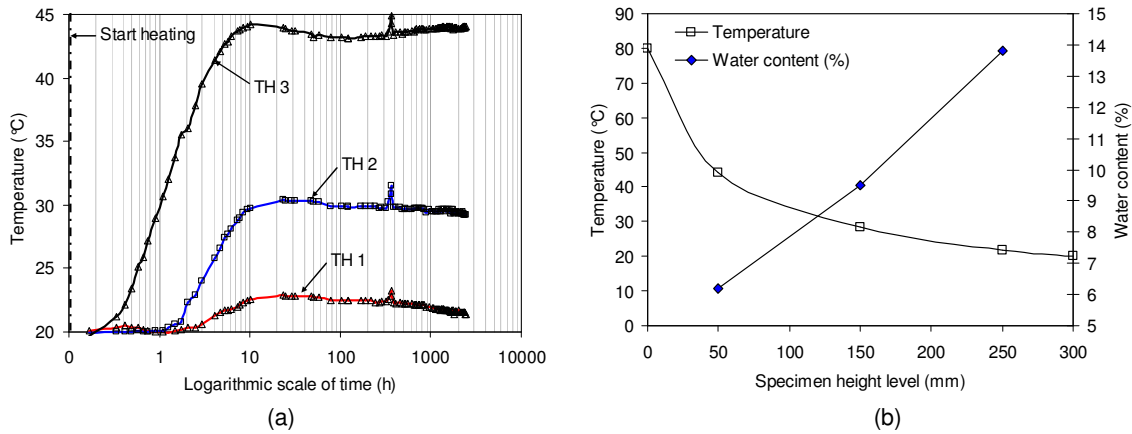 45
40
35
30
25
20
Temperature (°C)
Start heating
TH 3
TH 2
TH 1
0 1 10 100 1000 10000
Logarithmic scale of time (h)
(a)
90
80
70
60
50
40
30
20
10
0
Temperature (°C)
Temperature
Water content (%)
15
14
13
12
11
10
9
8
7
6
5
Water content (%)
0 50 100 150 200 250 300
Specimen height level (mm)
(b)